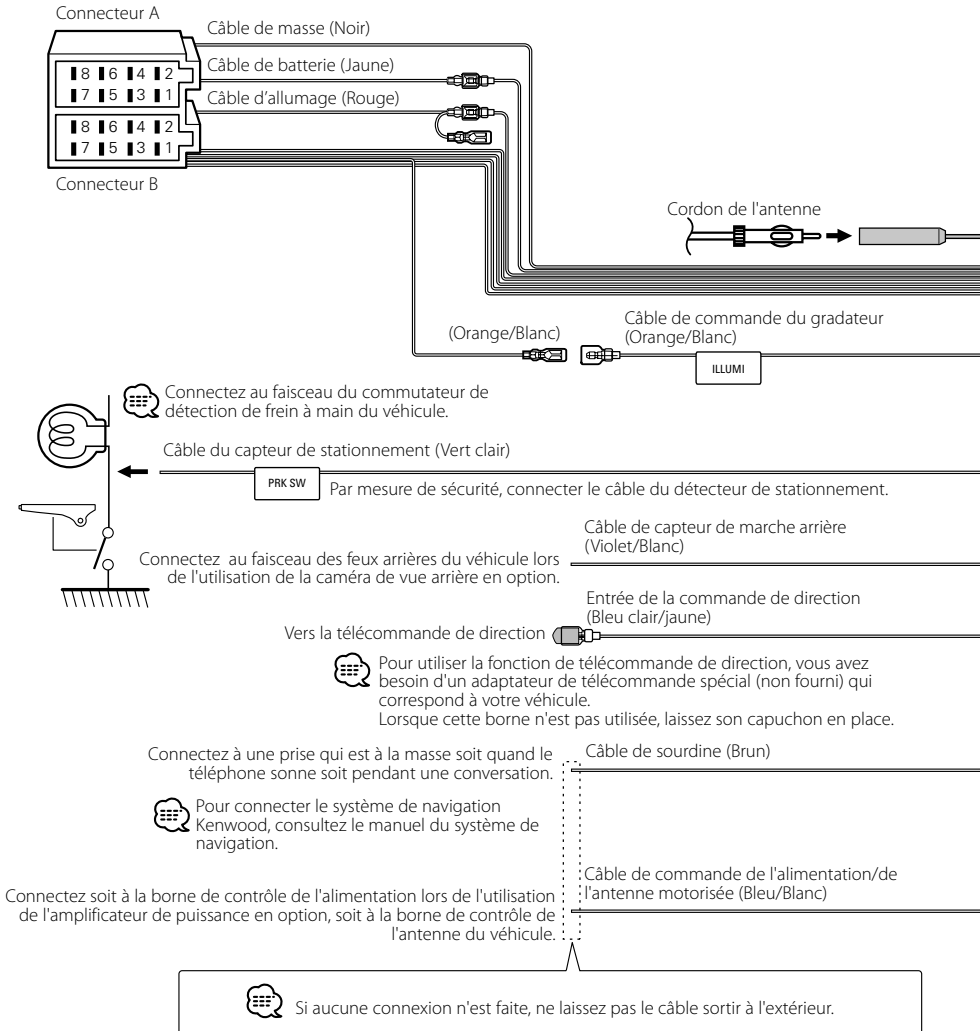 Connecteur A
Câble de masse (Noir)
Câble de batterie (Jaune)
Câble d'allumage (Rouge)
8 6 4 2
7 5 3 1
8 6 4 2
7 5 3 1
Connecteur B
Cordon de l'antenne
(Orange/Blanc)
Câble de commande du gradateur
(Orange/Blanc)
ILLUMI
Connectez au faisceau du commutateur de
détection de frein à main du véhicule.
Câble du capteur de stationnement (Vert clair)
PRK SW
Par mesure de sécurité, connecter le câble du détecteur de stationnement.
Câble de capteur de marche arrière
(Violet/Blanc)
Connectez au faisceau des feux arrières du véhicule lors
de l'utilisation de la caméra de vue arrière en option.
Entrée de la commande de direction
(Bleu clair/jaune)
Vers la télécommande de direction
Pour utiliser la fonction de télécommande de direction, vous avez
besoin d'un adaptateur de télécommande spécial (non fourni) qui
correspond à votre véhicule.
Lorsque cette borne n'est pas utilisée, laissez son capuchon en place.
Connectez à une prise qui est à la masse soit quand le
téléphone sonne soit pendant une conversation.
Câble de sourdine (Brun)
Pour connecter le système de navigation
Kenwood, consultez le manuel du système de
navigation.
Câble de commande de l'alimentation/de
l'antenne motorisée (Bleu/Blanc)
Connectez soit à la borne de contrôle de l'alimentation lors de l'utilisation
de l'amplificateur de puissance en option, soit à la borne de contrôle de
l'antenne du véhicule.
Si aucune connexion n'est faite, ne laissez pas le câble sortir à l'extérieur.